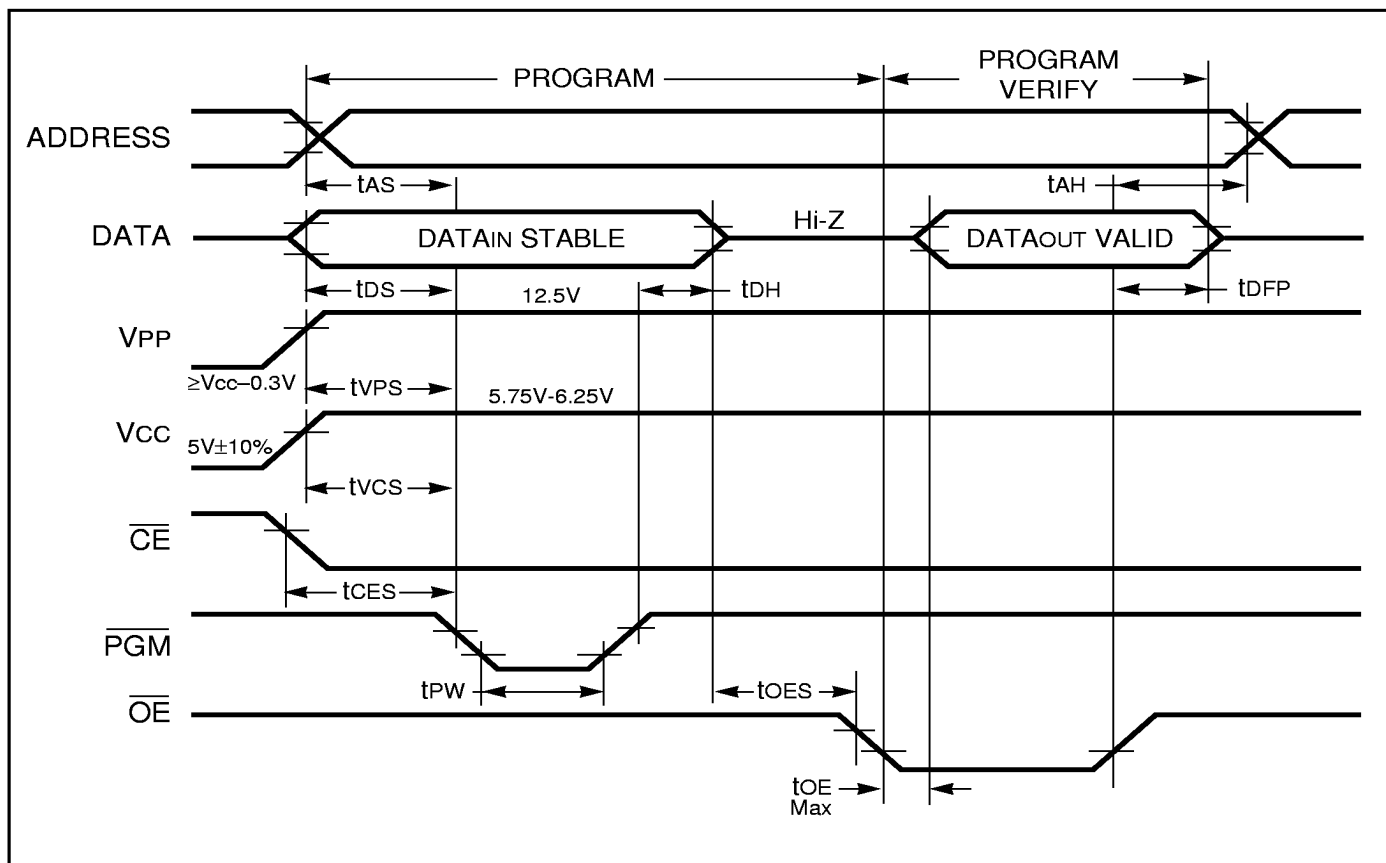 PROGRAM
PROGRAM
VERIFY
ADDRESS
tAS
tAH
DATA
DATAIN STABLE
Hi-Z
DATAOUT VALID
tDS
12.5V
tDH
tDFP
VPP
≥Vcc–0.3V
tVPS
5.75V-6.25V
VCC
5V±10%
tVCS
CE
tCES
PGM
tPW
tOES
OE
tOE
Max